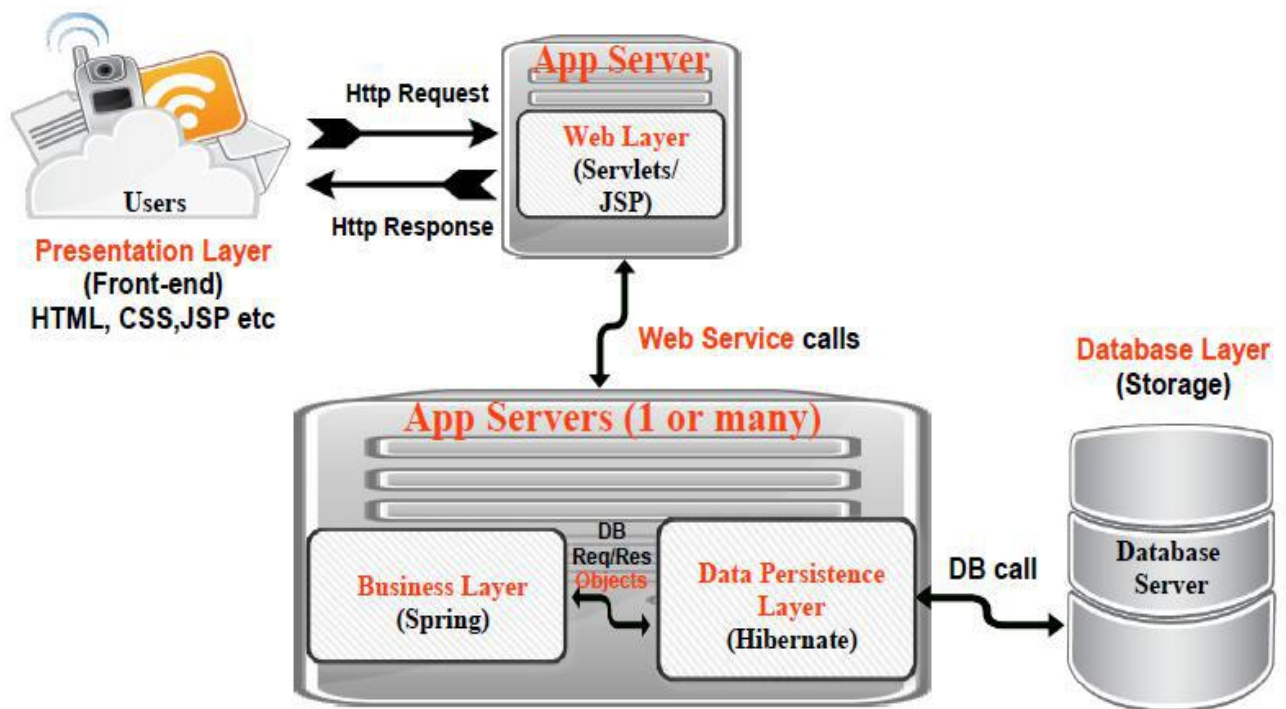 App Server
Http Request
Web Layer
(Servlets/
JSP)
Users
Http Response
Presentation Layer
(Front-end)
HTML, CSS,JSP etc
Web Service calls
Database Layer
(Storage)
App Servers (1 or many)
DB
Req/Res
Objects
Business Layer
(Spring)
Data Persistence
Layer
(Hibernate)
DB call
Database
Server